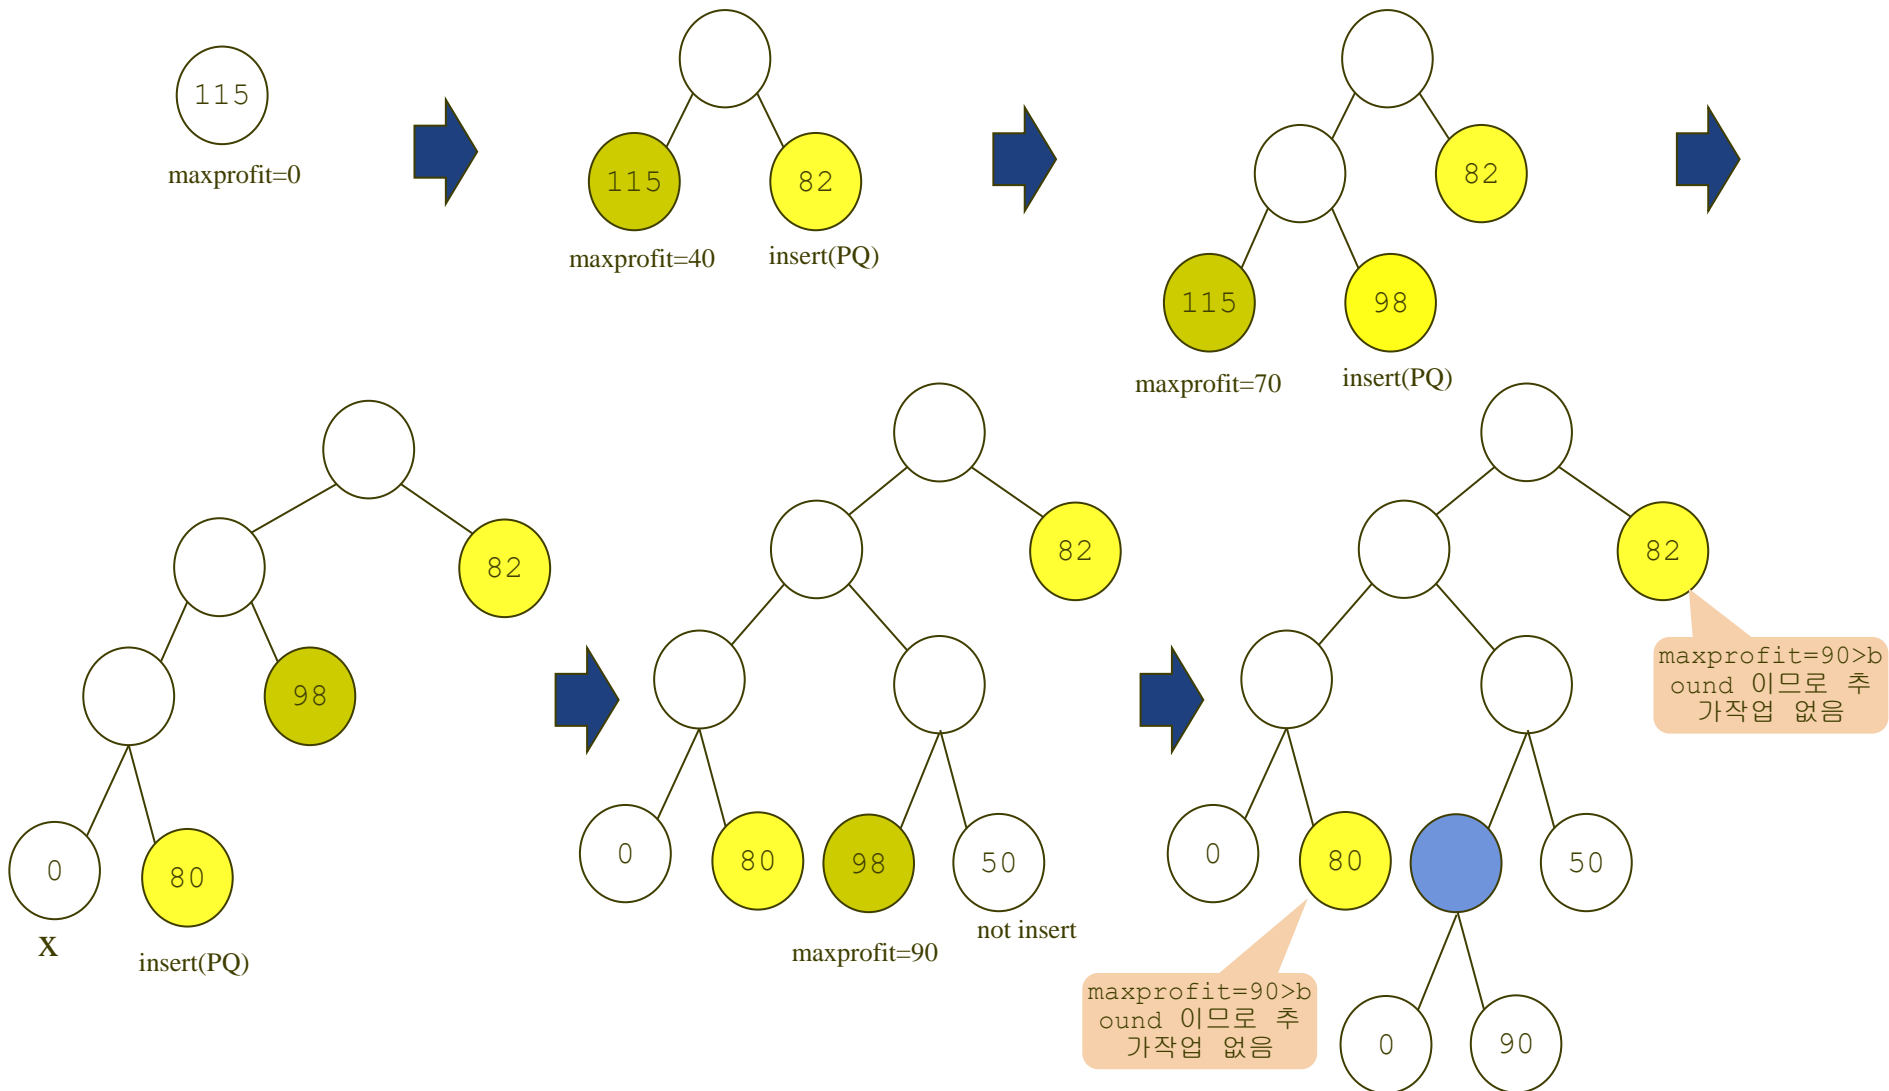 115
maxprofit=0
115
82
maxprofit=40
insert(PQ)
82
115
98
maxprofit=70
insert(PQ)
82
98
0
80
X
insert(PQ)
82
0
80
98
50
maxprofit=90
not insert
82
maxprofit=90>b
ound 이므로 추
가작업 없음
0
80
50
maxprofit=90>b
ound 이므로 추
가작업 없음
0
90